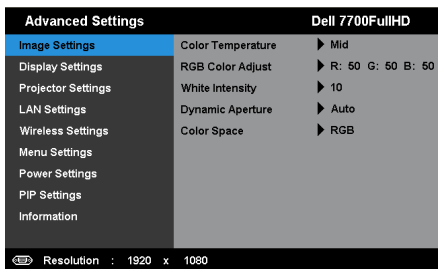 Advanced Settings Dell 7700FullHD
Image Settings Color Temperature Mid
Display Settings RGB Color Adjust R: 50 G: 50 B: 50
Projector Settings White Intensity 10
LAN Settings Dynamic Aperture Auto
Wireless Settings Color Space RGB
Menu Settings
Power Settings
PIP Settings
Information
Resolution : 1920 x 1080